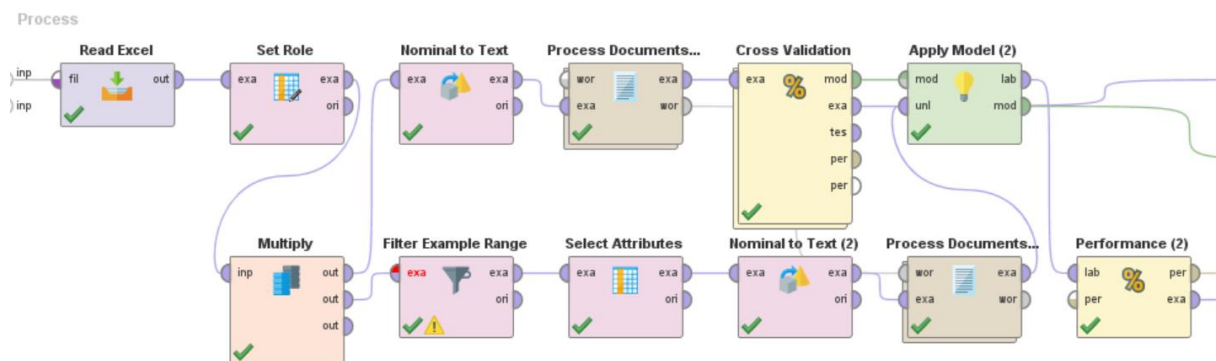 Process
Read Excel
Set Role
Nominal to Text
Process Documents...
Cross Validation
Apply Model (2)
inp
fil
out
exa
exa
exa
exa
wor
exa
exa
mod
mod
lab
inp
ori
ori
exa
wor
exa
unl
mod
tes
per
per
Multiply
Filter Example Range
Select Attributes
Nominal to Text (2)
Process Documents...
Performance (2)
inp
out
exa
exa
exa
exa
exa
exa
wor
exa
lab
per
out
ori
ori
ori
exa
wor
per
exa
out